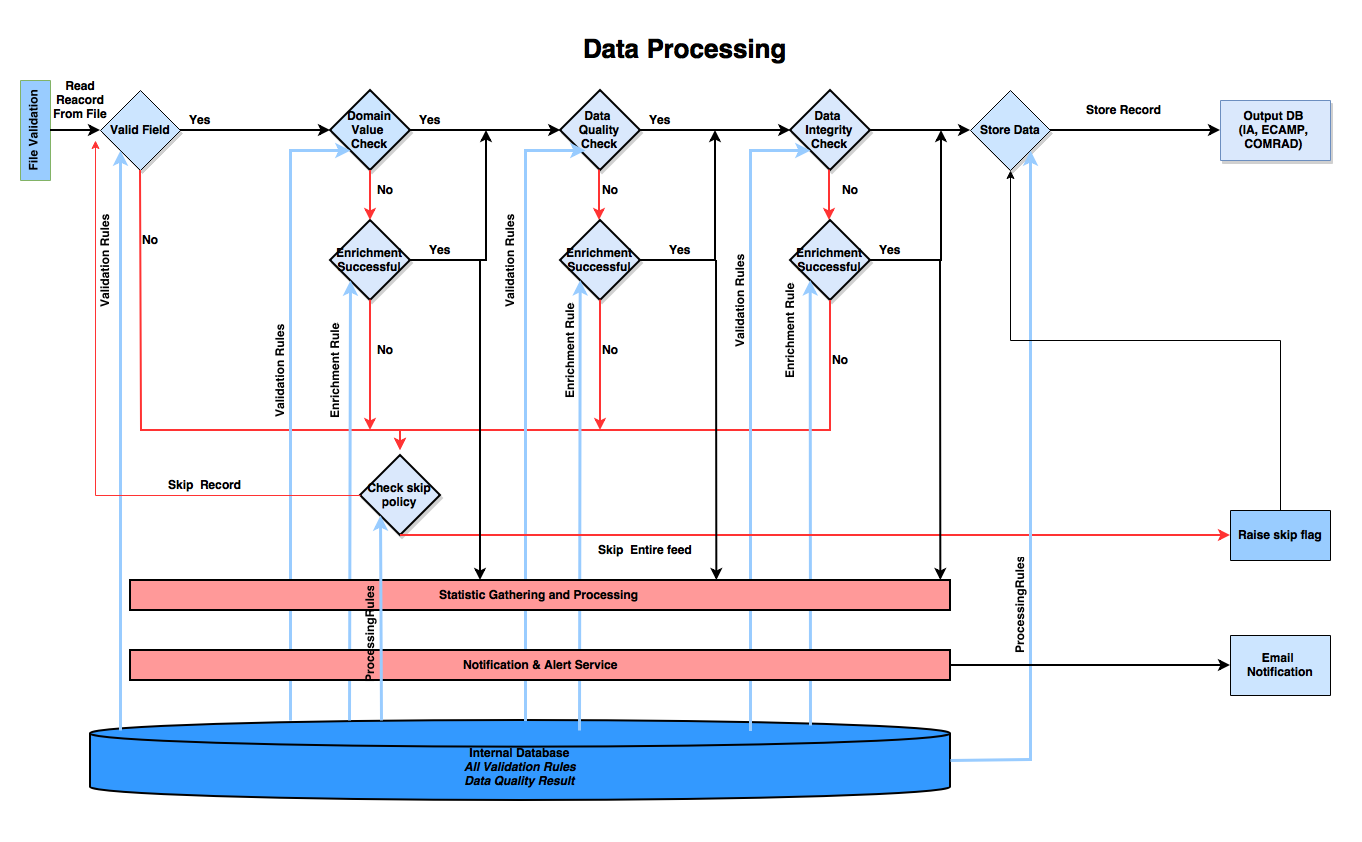 Data Processing
File Validation
Read
Reacord
From File
Valid Field
Yes
Domain
Value
Check
Yes
Data
Quality
Check
Yes
Data
Integrity
Check
Store Data
Store Record
Output DB
(IA, ECAMP,
COMRAD)
No
No
No
No
Validation Rules
Enrichment
Successful
Yes
Validation Rules
Enrichment
Successful
Yes
Validation Rules
Enrichment
Successful
Yes
Validation Rules
Enrichment Rule
No
Enrichment Rule
No
Enrichment Rule
No
Skip Record
Check skip
policy
Skip Entire feed
Raise skip flag
ProcessingRules
Statistic Gathering and Processing
ProcessingRules
Notification & Alert Service
Email
Notification
Internal Database
All Validation Rules
Data Quality Result